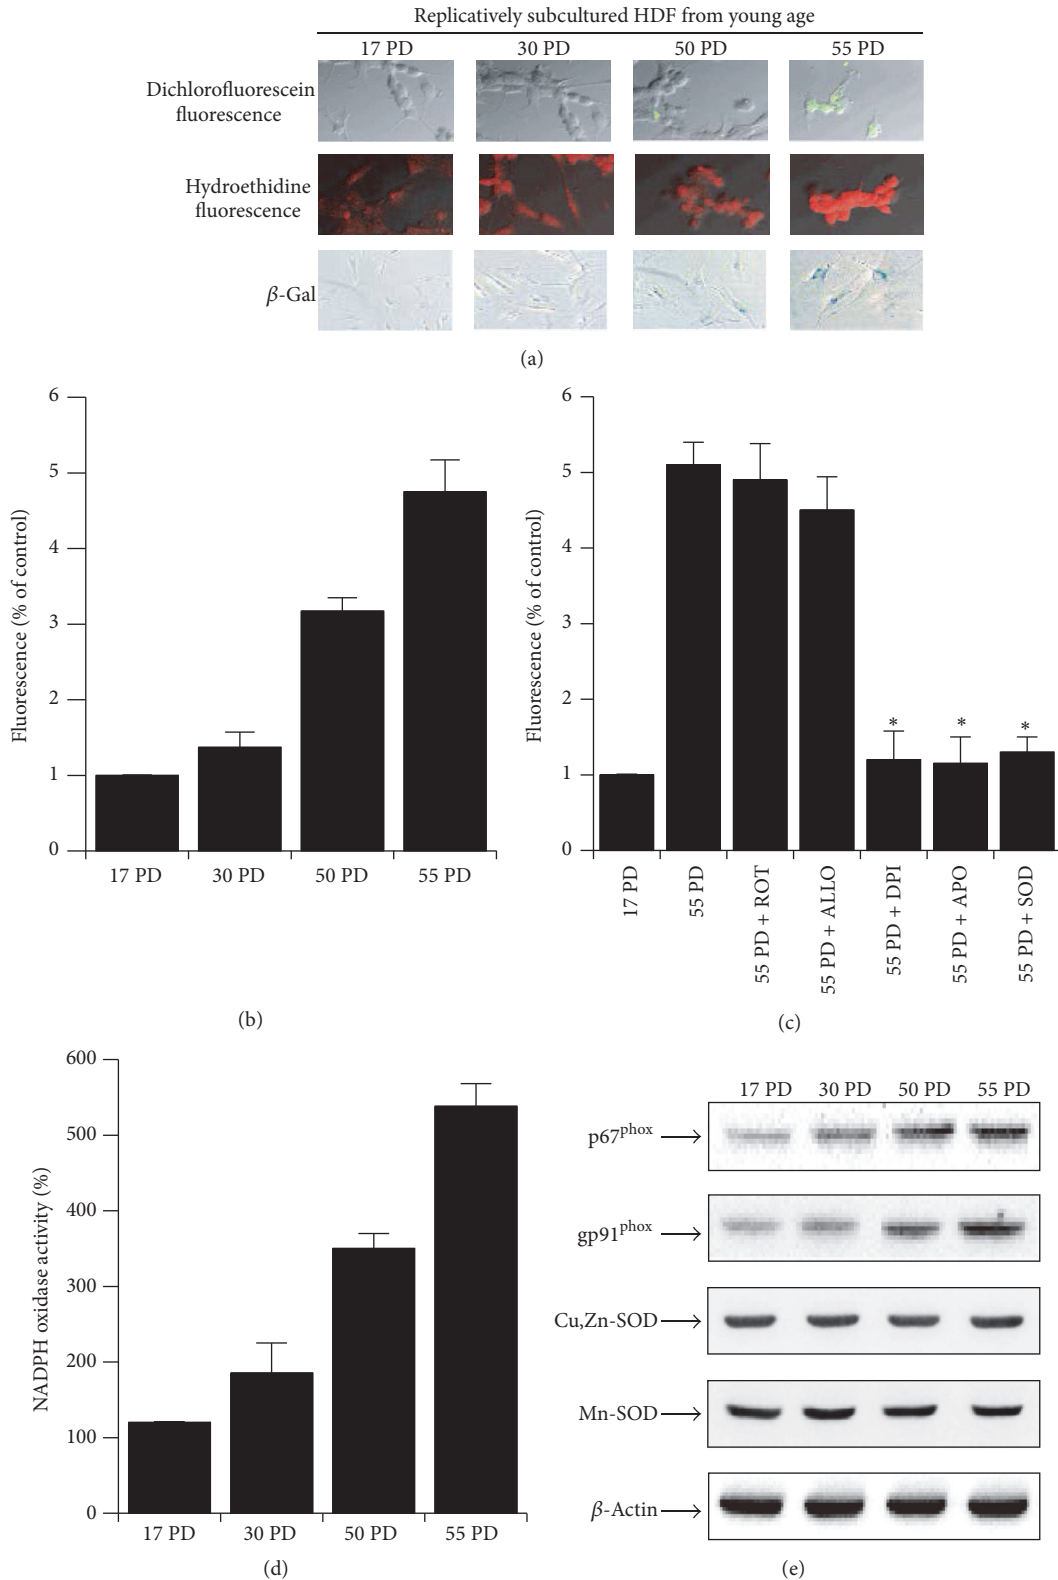 Replicatively subcultured HDF from young age
17 PD 30 PD 50 PD 55 PD
Dichlorofluorescein
fluorescence
Hydroethidine
fluorescence
β-Gal
(a)
Fluorescence (% of control)
6
5
4
3
2
1
0
17 PD 30 PD 50 PD 55 PD
(b)
Fluorescence (% of control)
6
5
4
3
2
1
0
* * *
17 PD
55 PD
55 PD + ROT
55 PD + ALLO
55 PD + DPI
55 PD + APO
55 PD + SOD
(c)
NADPH oxidase activity (%)
600
500
400
300
200
100
0
17 PD 30 PD 50 PD 55 PD
(d)
17 PD 30 PD 50 PD 55 PD
p67phox
gp91phox
Cu,Zn-SOD
Mn-SOD
β-Actin
(e)